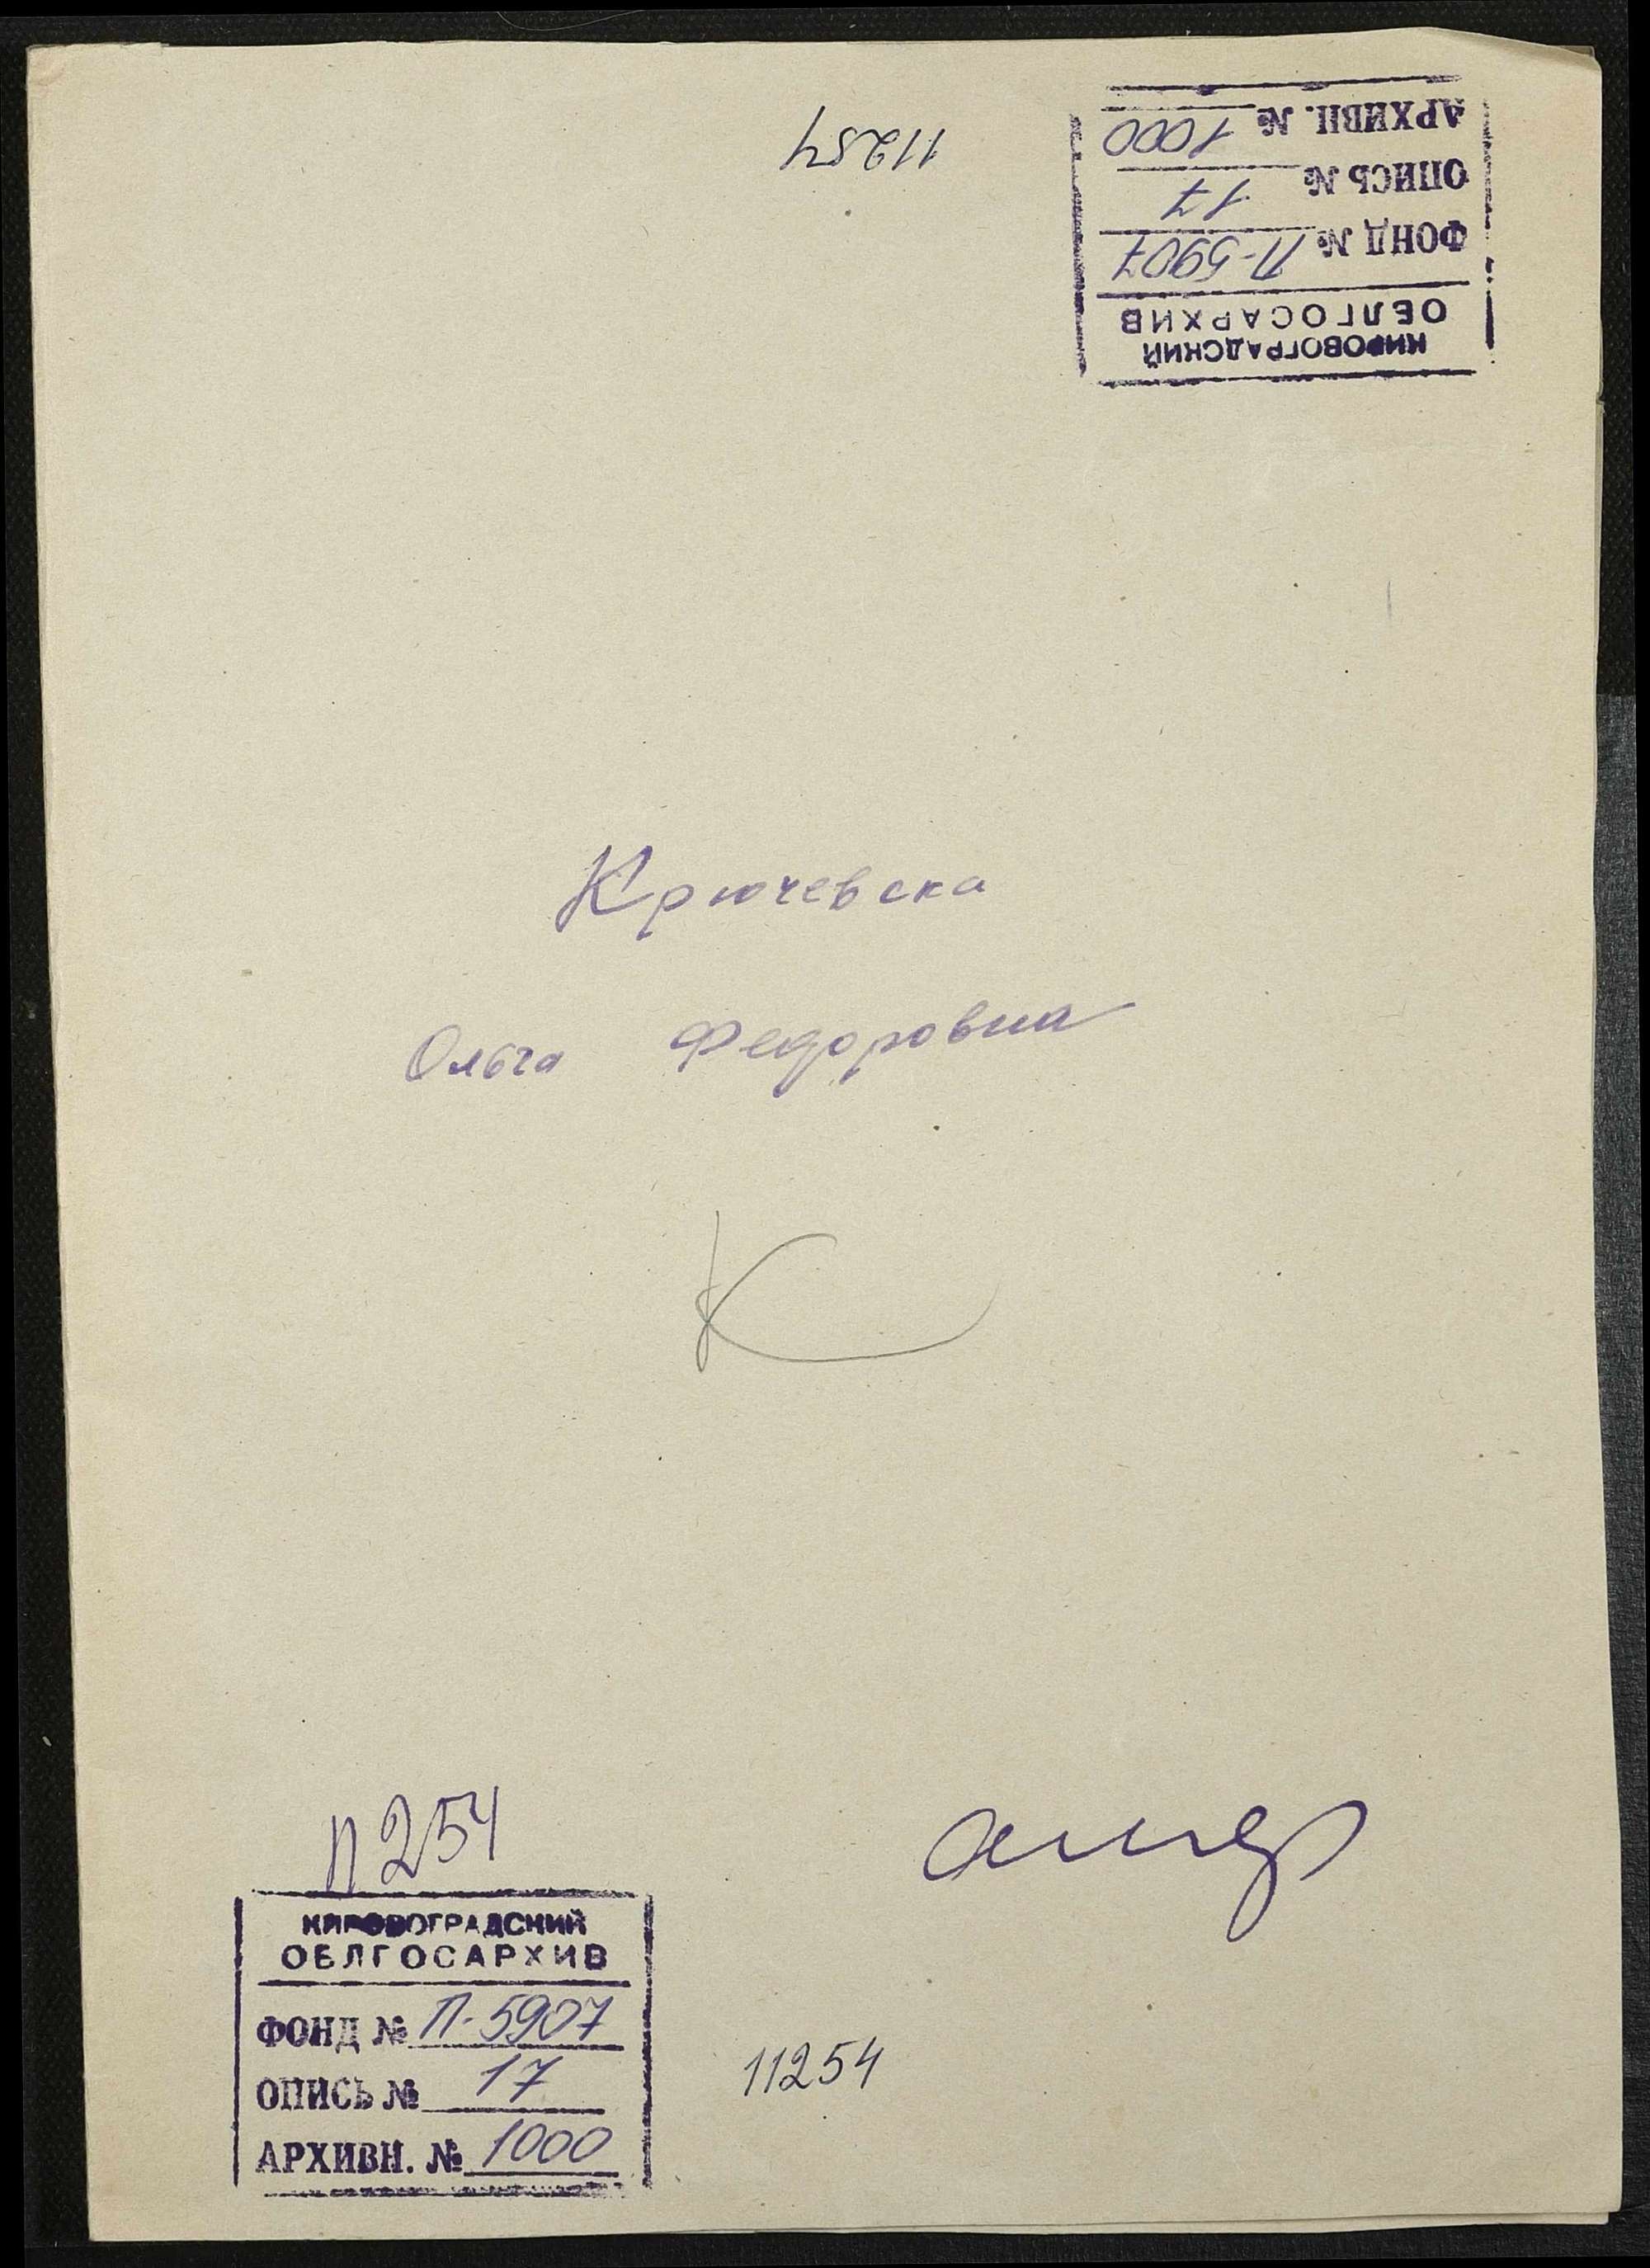 11254
КИРОВОГРАДСКИЙ
ОБЛГОСАРХИВ
ФОНД № П-5907
ОПИСЬ № 17
АРХИВН. № 1000
Крючевска
Ольга Федоровна
К
11254
КИРОВОГРАДСКИЙ
ОБЛГОСАРХИВ
ФОНД № П-5907
ОПИСЬ № 17
АРХИВН. № 1000
11254